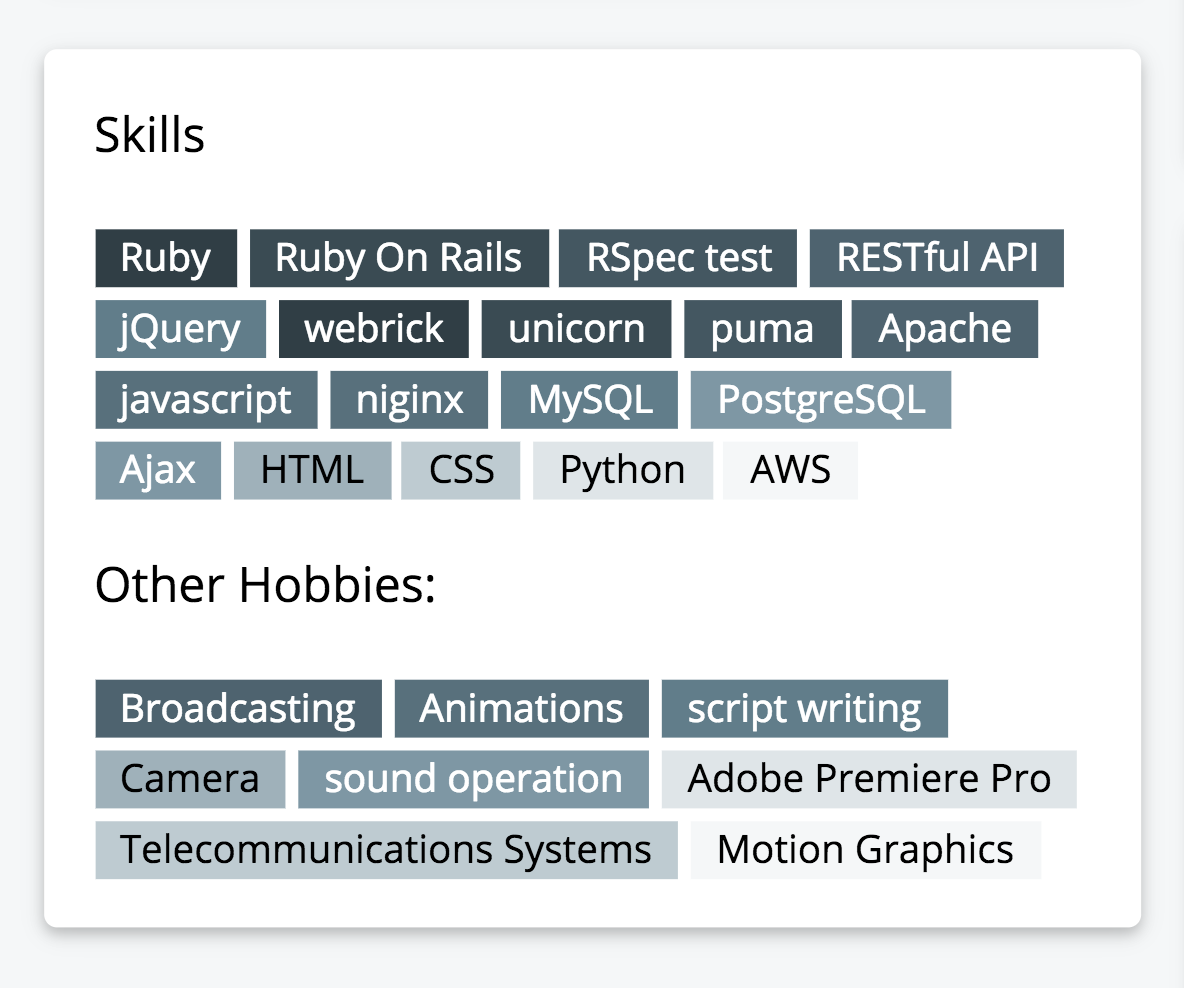 Skills
Ruby Ruby On Rails RSpec test RESTful API
jQuery webrick unicorn puma Apache
javascript niginx MySQL PostgreSQL
Ajax HTML CSS Python AWS
Other Hobbies:
Broadcasting Animations script writing
Camera sound operation Adobe Premiere Pro
Telecommunications Systems Motion Graphics